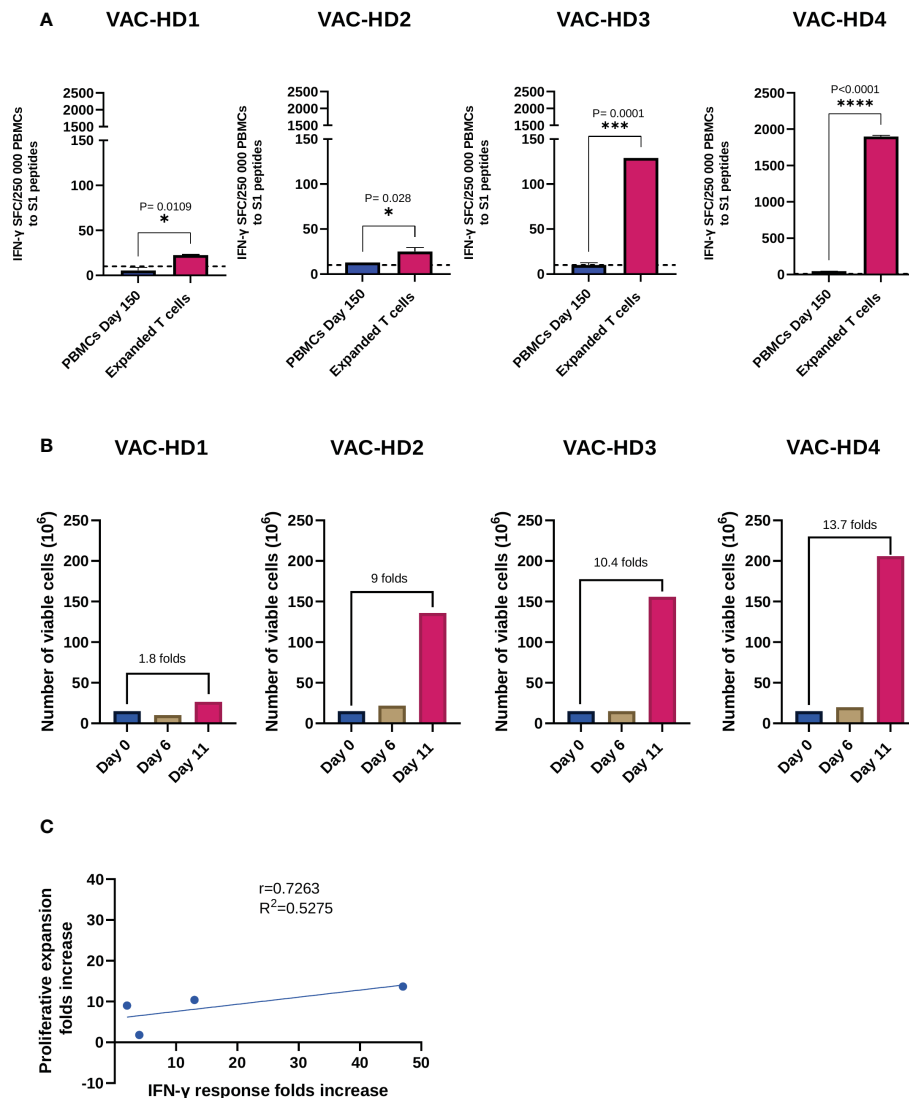 A
VAC-HD1
VAC-HD2
VAC-HD3
VAC-HD4
IFN-γ SFC/250 000 PBMCs
to S1 peptides
2500
2000
1500
150
100
50
0
P= 0.0109
*
PBMCs Day 150
Expanded T cells
IFN-γ SFC/250 000 PBMCs
to S1 peptides
2500
2000
1500
150
100
50
0
P= 0.028
*
PBMCs Day 150
Expanded T cells
IFN-γ SFC/250 000 PBMCs
to S1 peptides
2500
2000
1500
150
100
50
0
P= 0.0001
***
PBMCs Day 150
Expanded T cells
IFN-γ SFC/250 000 PBMCs
to S1 peptides
2500
2000
1500
1000
500
0
P<0.0001
****
PBMCs Day 150
Expanded T cells
B
VAC-HD1
VAC-HD2
VAC-HD3
VAC-HD4
Number of viable cells (10⁶)
250
200
150
100
50
0
1.8 folds
Day 0
Day 6
Day 11
Number of viable cells (10⁶)
250
200
150
100
50
0
9 folds
Day 0
Day 6
Day 11
Number of viable cells (10⁶)
250
200
150
100
50
0
10.4 folds
Day 0
Day 6
Day 11
Number of viable cells (10⁶)
250
200
150
100
50
0
13.7 folds
Day 0
Day 6
Day 11
C
Proliferative expansion
folds increase
40
30
20
10
0
-10
r=0.7263
R²=0.5275
10
20
30
40
50
IFN-γ response folds increase